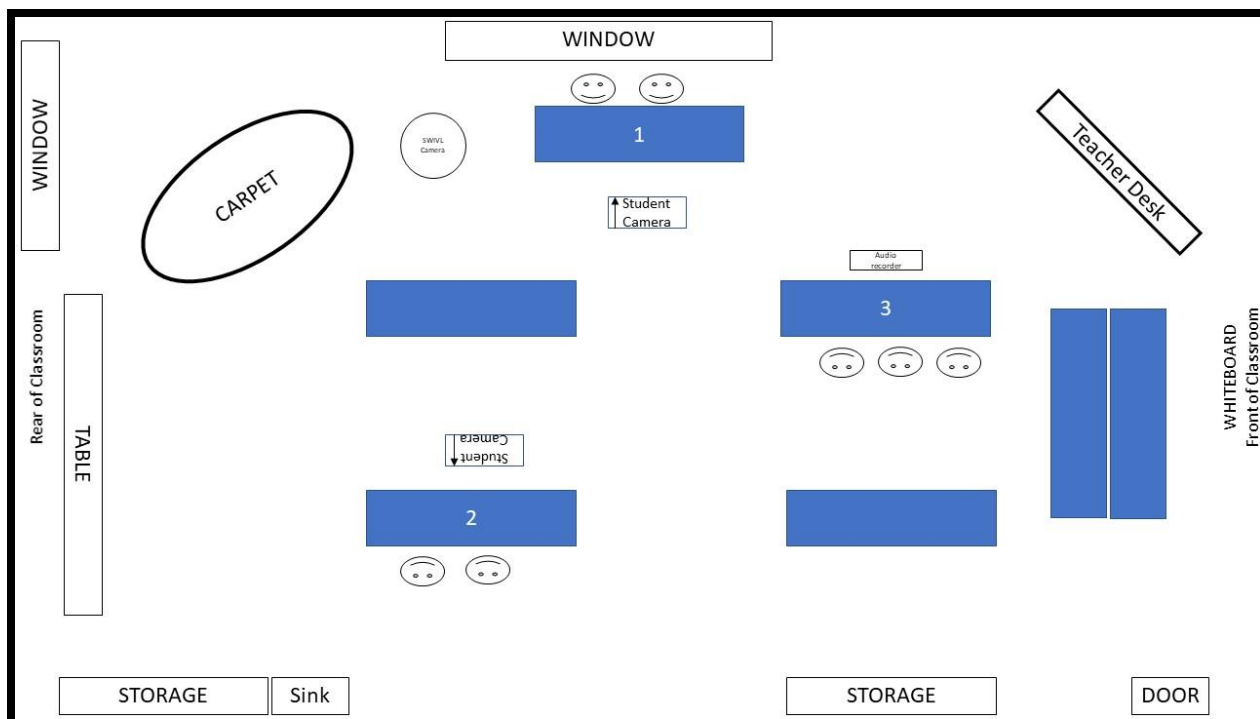 WINDOW
WINDOW
1
SWIVL
Camera
CARPET
Teacher Desk
Student
Camera
Audio
recorder
3
Rear of Classroom
WHITEBOARD
Front of Classroom
TABLE
Student
Camera
2
STORAGE
Sink
STORAGE
DOOR